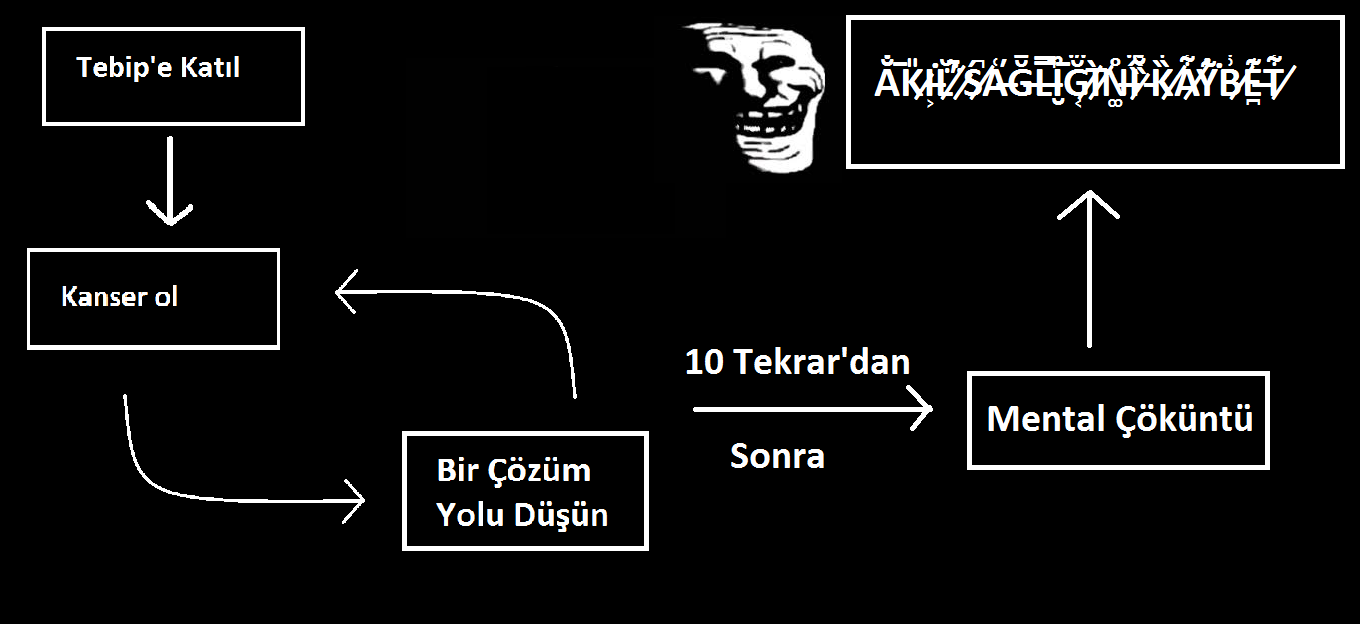 Tebip'e Katıl
Kanser ol
Bir Çözüm
Yolu Düşün
10 Tekrar'dan
Sonra
Mental Çöküntü
AKIL SAĞLIĞINI KAYBET